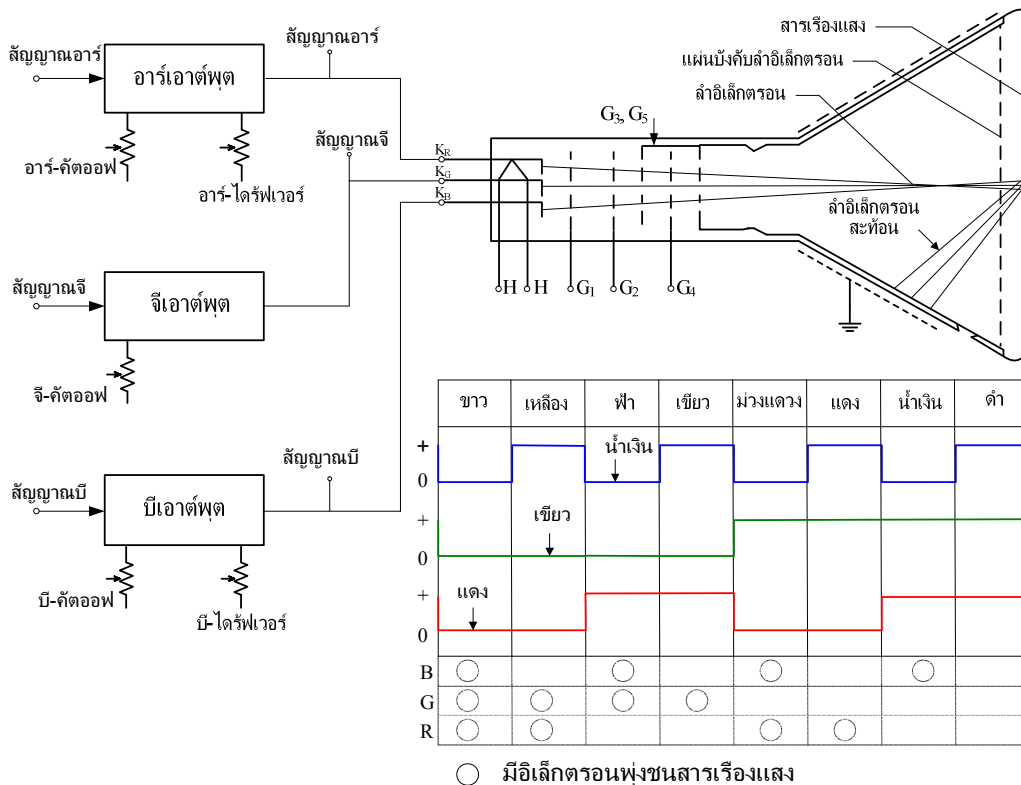 สัญญาณอาร์
อาร์เอาต์พุต
สัญญาณอาร์
อาร์-คัตออฟ
อาร์-ไดร้ฟเวอร์
สัญญาณจี
สัญญาณจี
จีเอาต์พุต
จี-คัตออฟ
สัญญาณบี
บีเอาต์พุต
สัญญาณบี
บี-คัตออฟ
บี-ไดร้ฟเวอร์
สารเรืองแสง
แผ่นบังคับลำอิเล็กตรอน
ลำอิเล็กตรอน
G3, G5
KR
KG
KB
ลำอิเล็กตรอน
สะท้อน
H H G1 G2 G4
ขาว เหลือง ฟ้า เขียว ม่วงแดวง แดง น้ำเงิน ดำ
+
น้ำเงิน
0
+
เขียว
0
+
แดง
0
B
G
R
มีอิเล็กตรอนพุ่งชนสารเรืองแสง